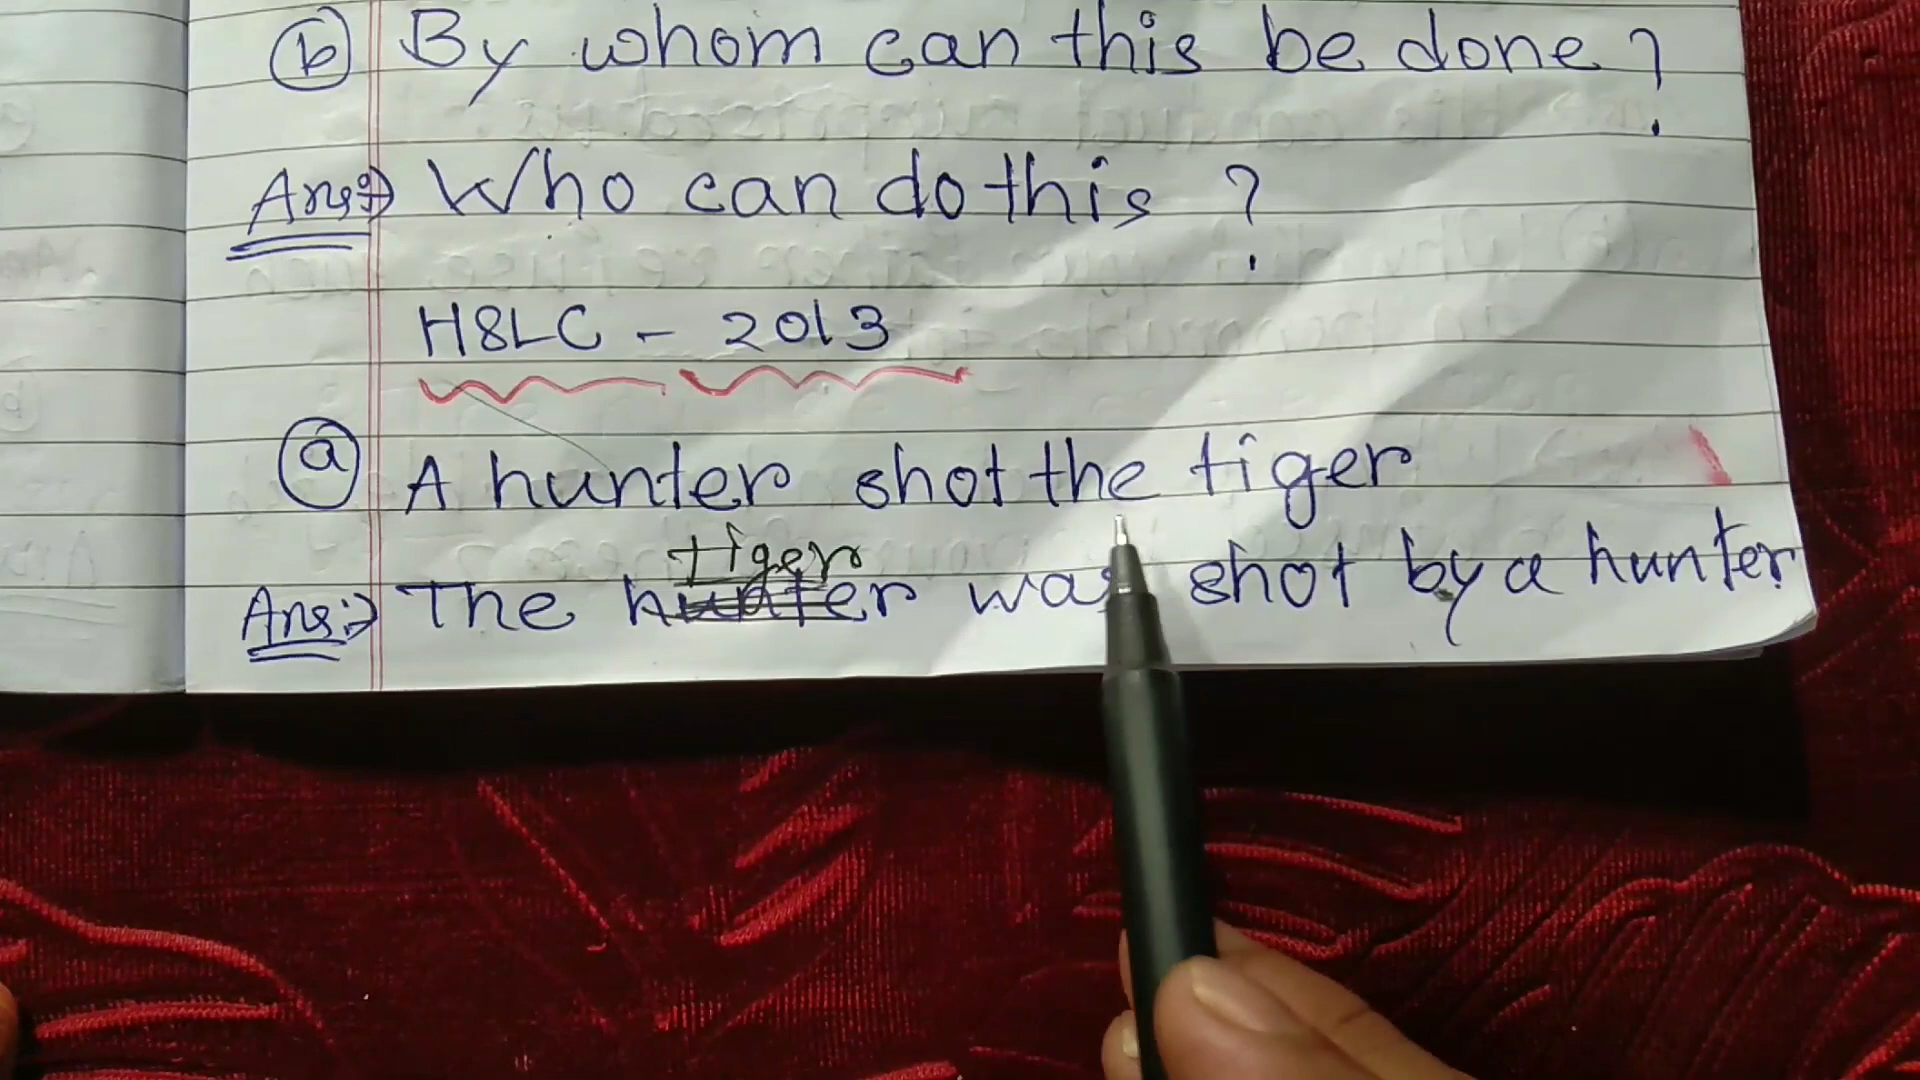 b By whom can this be done?
Ans:⇒ Who can do this?
HSLC - 2013
a A hunter shot the tiger
tiger
Ans:⇒ The hunter was shot by a hunter